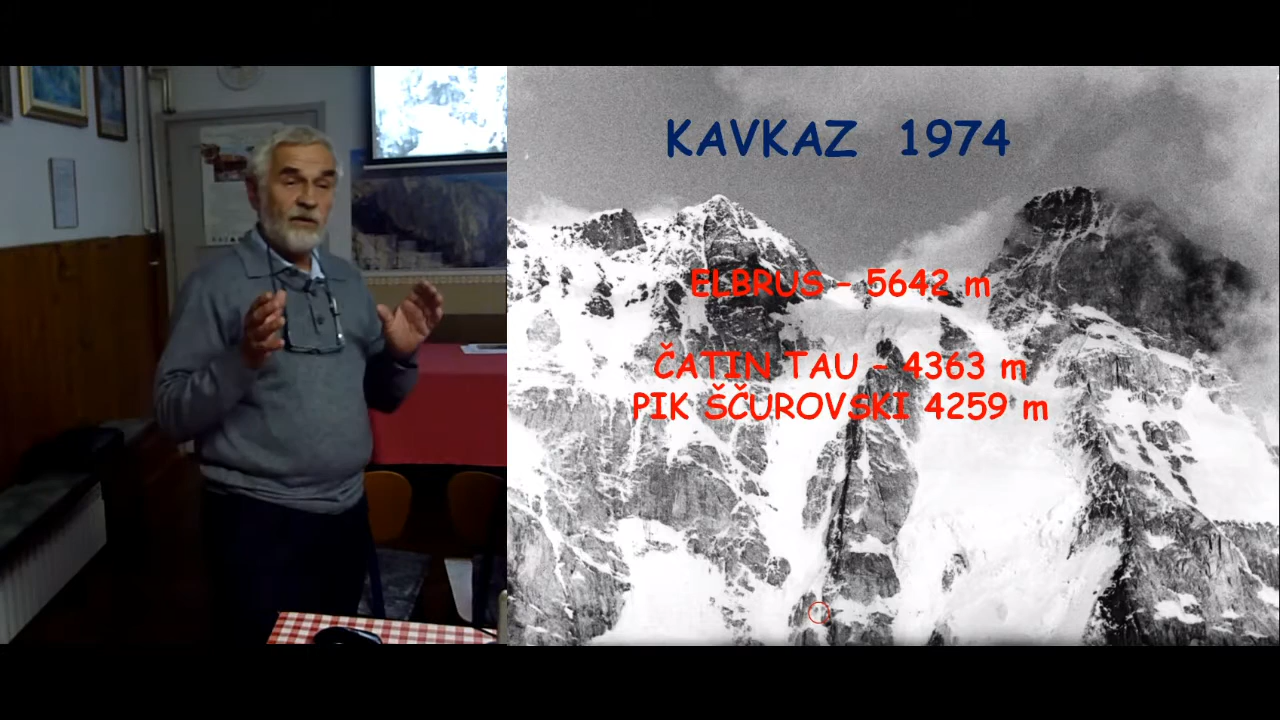 KAVKAZ 1974
ELBRUS – 5642 m
ČATIN TAU – 4363 m
PIK ŠČUROVSKI 4259 m